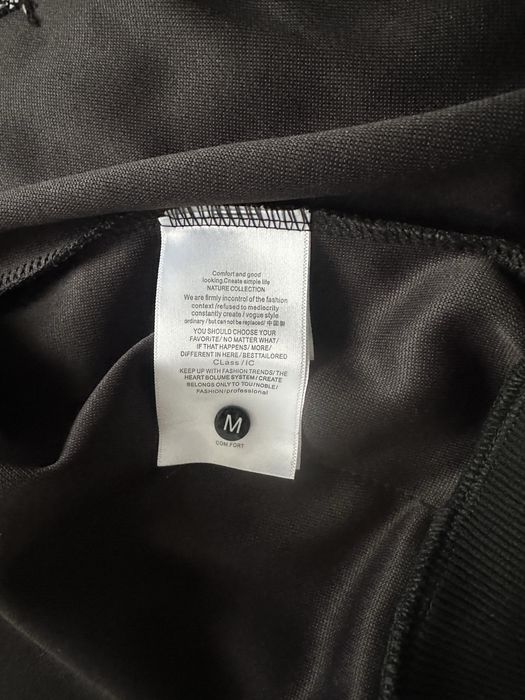 Comfort and good
looking.Create simple life
NATURE COLLECTION
We are firmly incontrol of the fashion
context/refused to mediocrity
constantly create/vogue style
ordinary/but can not be replaced/中国製
YOU SHOULD CHOOSE YOUR
FAVORITE/NO MATTER WHAT/
IF THAT HAPPENS/MORE/
DIFFERENT IN HERE/BESTTAILORED
CLass/IC
KEEP UP WITH FASHION TRENDS/THE
HEART BOLUME SYSTEM/CREATE
BELONGS ONLY TO YOU/NOBLE/
FASHION/professional
M
COM.FORT